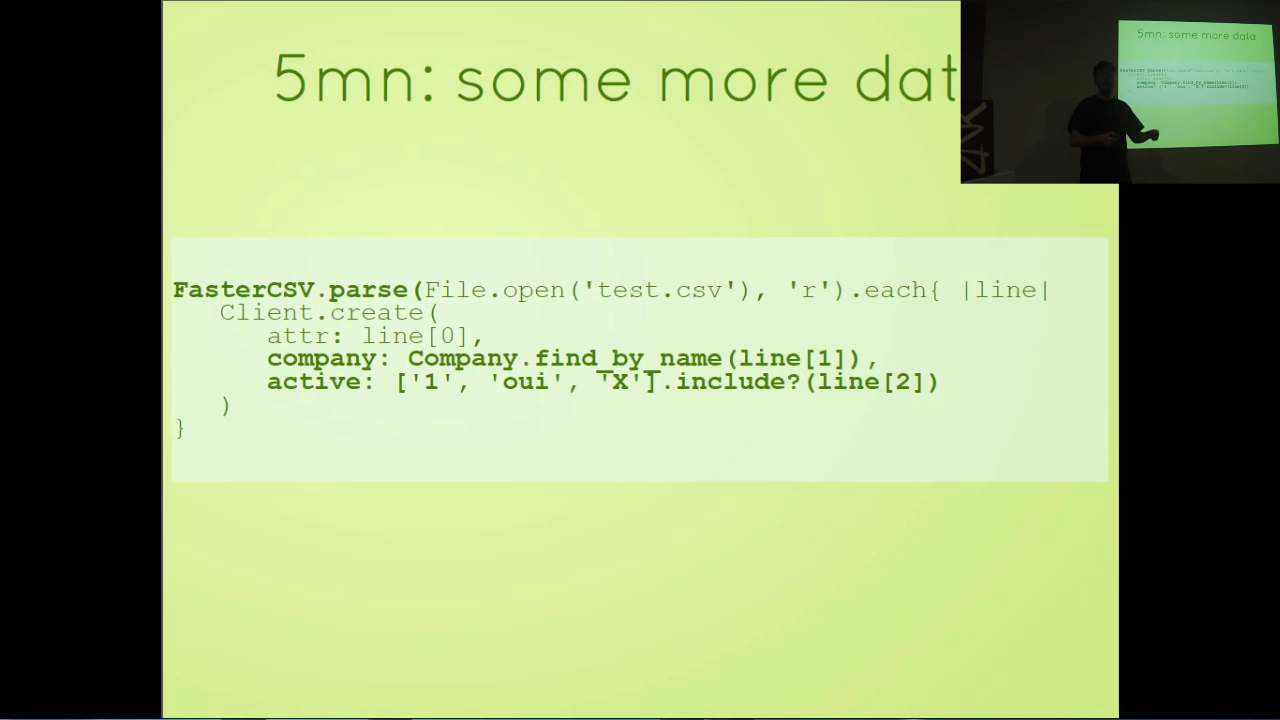 5mn: some more dat
FasterCSV.parse(File.open('test.csv'), 'r').each{ |line|
Client.create(
attr: line[0],
company: Company.find_by_name(line[1]),
active: ['1', 'oui', 'X'].include?(line[2])
)
}
5mn: some more data